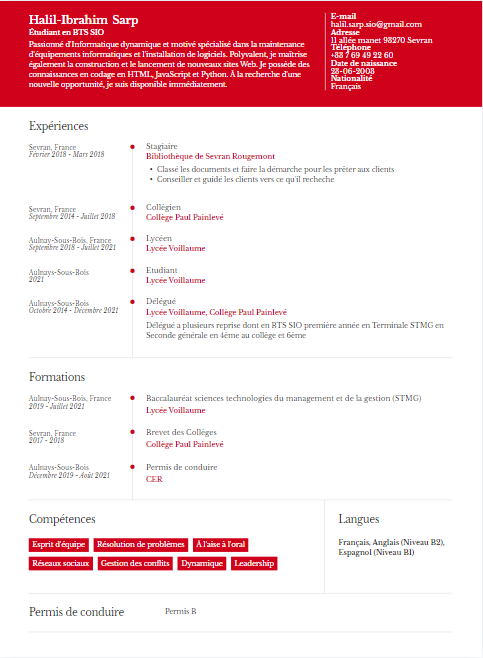 Halil-Ibrahim Sarp
Étudiant en BTS SIO
Passionné d'Informatique dynamique et motivé spécialisé dans la maintenance
d'équipements informatiques et l'installation de logiciels. Polyvalent, je maîtrise
également la construction et le lancement de nouveaux sites Web. Je possède des
connaissances en codage en HTML, JavaScript et Python. À la recherche d'une
nouvelle opportunité, je suis disponible immédiatement.
E-mail
halil.sarp.sio@gmail.com
Adresse
11 allée manet 93270 Sevran
Téléphone
+33 7 69 49 22 60
Date de naissance
23-06-2003
Nationalité
Français
Expériences
Sevran, France
Février 2018 - Mars 2018
Stagiaire
Bibliothèque de Sevran Rougemont
• Classé les documents et faire la démarche pour les prêter aux clients
• Conseiller et guidé les clients vers ce qu'il recheche
Sevran, France
Septembre 2014 - Juillet 2018
Collégien
Collège Paul Painlevé
Aulnay-Sous-Bois, France
Septembre 2018 - Juillet 2021
Lycéen
Lycée Voillaume
Aulnays-Sous-Bois
2021
Etudiant
Lycée Voillaume
Aulnays-Sous-Bois
Octobre 2014 - Décembre 2021
Délégué
Lycée Voillaume, Collège Paul Painlevé
Délégué a plusieurs reprise dont en BTS SIO première année en Terminale STMG en
Seconde générale en 4ème au collège et 6ème
Formations
Aulnay-Sous-Bois, France
2019 - Juillet 2021
Baccalauréat sciences technologies du management et de la gestion (STMG)
Lycée Voillaume
Sevran, France
2017 - 2018
Brevet des Collèges
Collège Paul Painlevé
Aulnays-Sous-Bois
Décembre 2019 - Août 2021
Permis de conduire
CER
Compétences
Esprit d'équipe
Résolution de problèmes
À l'aise à l'oral
Réseaux sociaux
Gestion des conflits
Dynamique
Leadership
Langues
Français, Anglais (Niveau B2),
Espagnol (Niveau B1)
Permis de conduire
Permis B